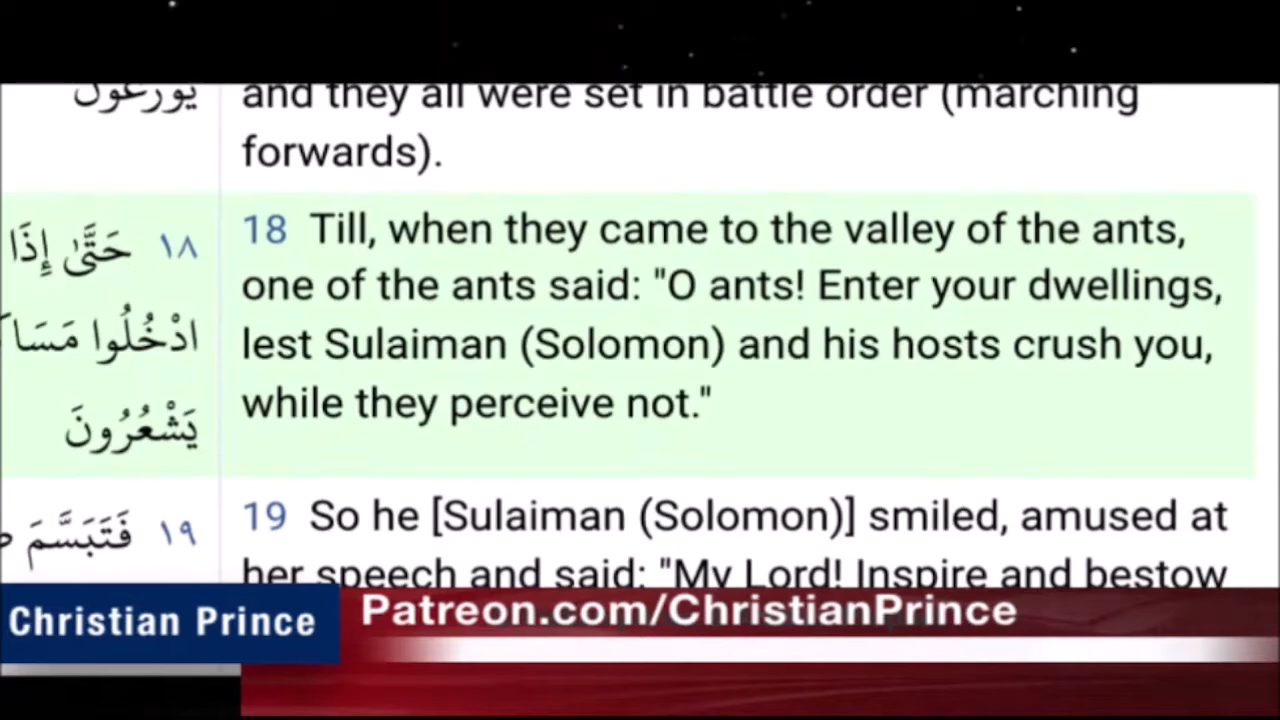 يوزعون
and they all were set in battle order (marching
forwards).
١٨ حَتَّىٰ إِذَا
ادْخُلُوا
يَشْعُرُونَ
18 Till, when they came to the valley of the ants,
one of the ants said: "O ants! Enter your dwellings,
lest Sulaiman (Solomon) and his hosts crush you,
while they perceive not."
١٩ فَتَبَسَّمَ
19 So he [Sulaiman (Solomon)] smiled, amused at
her speech and said: "My Lord! Inspire and bestow
Christian Prince
Patreon.com/ChristianPrince